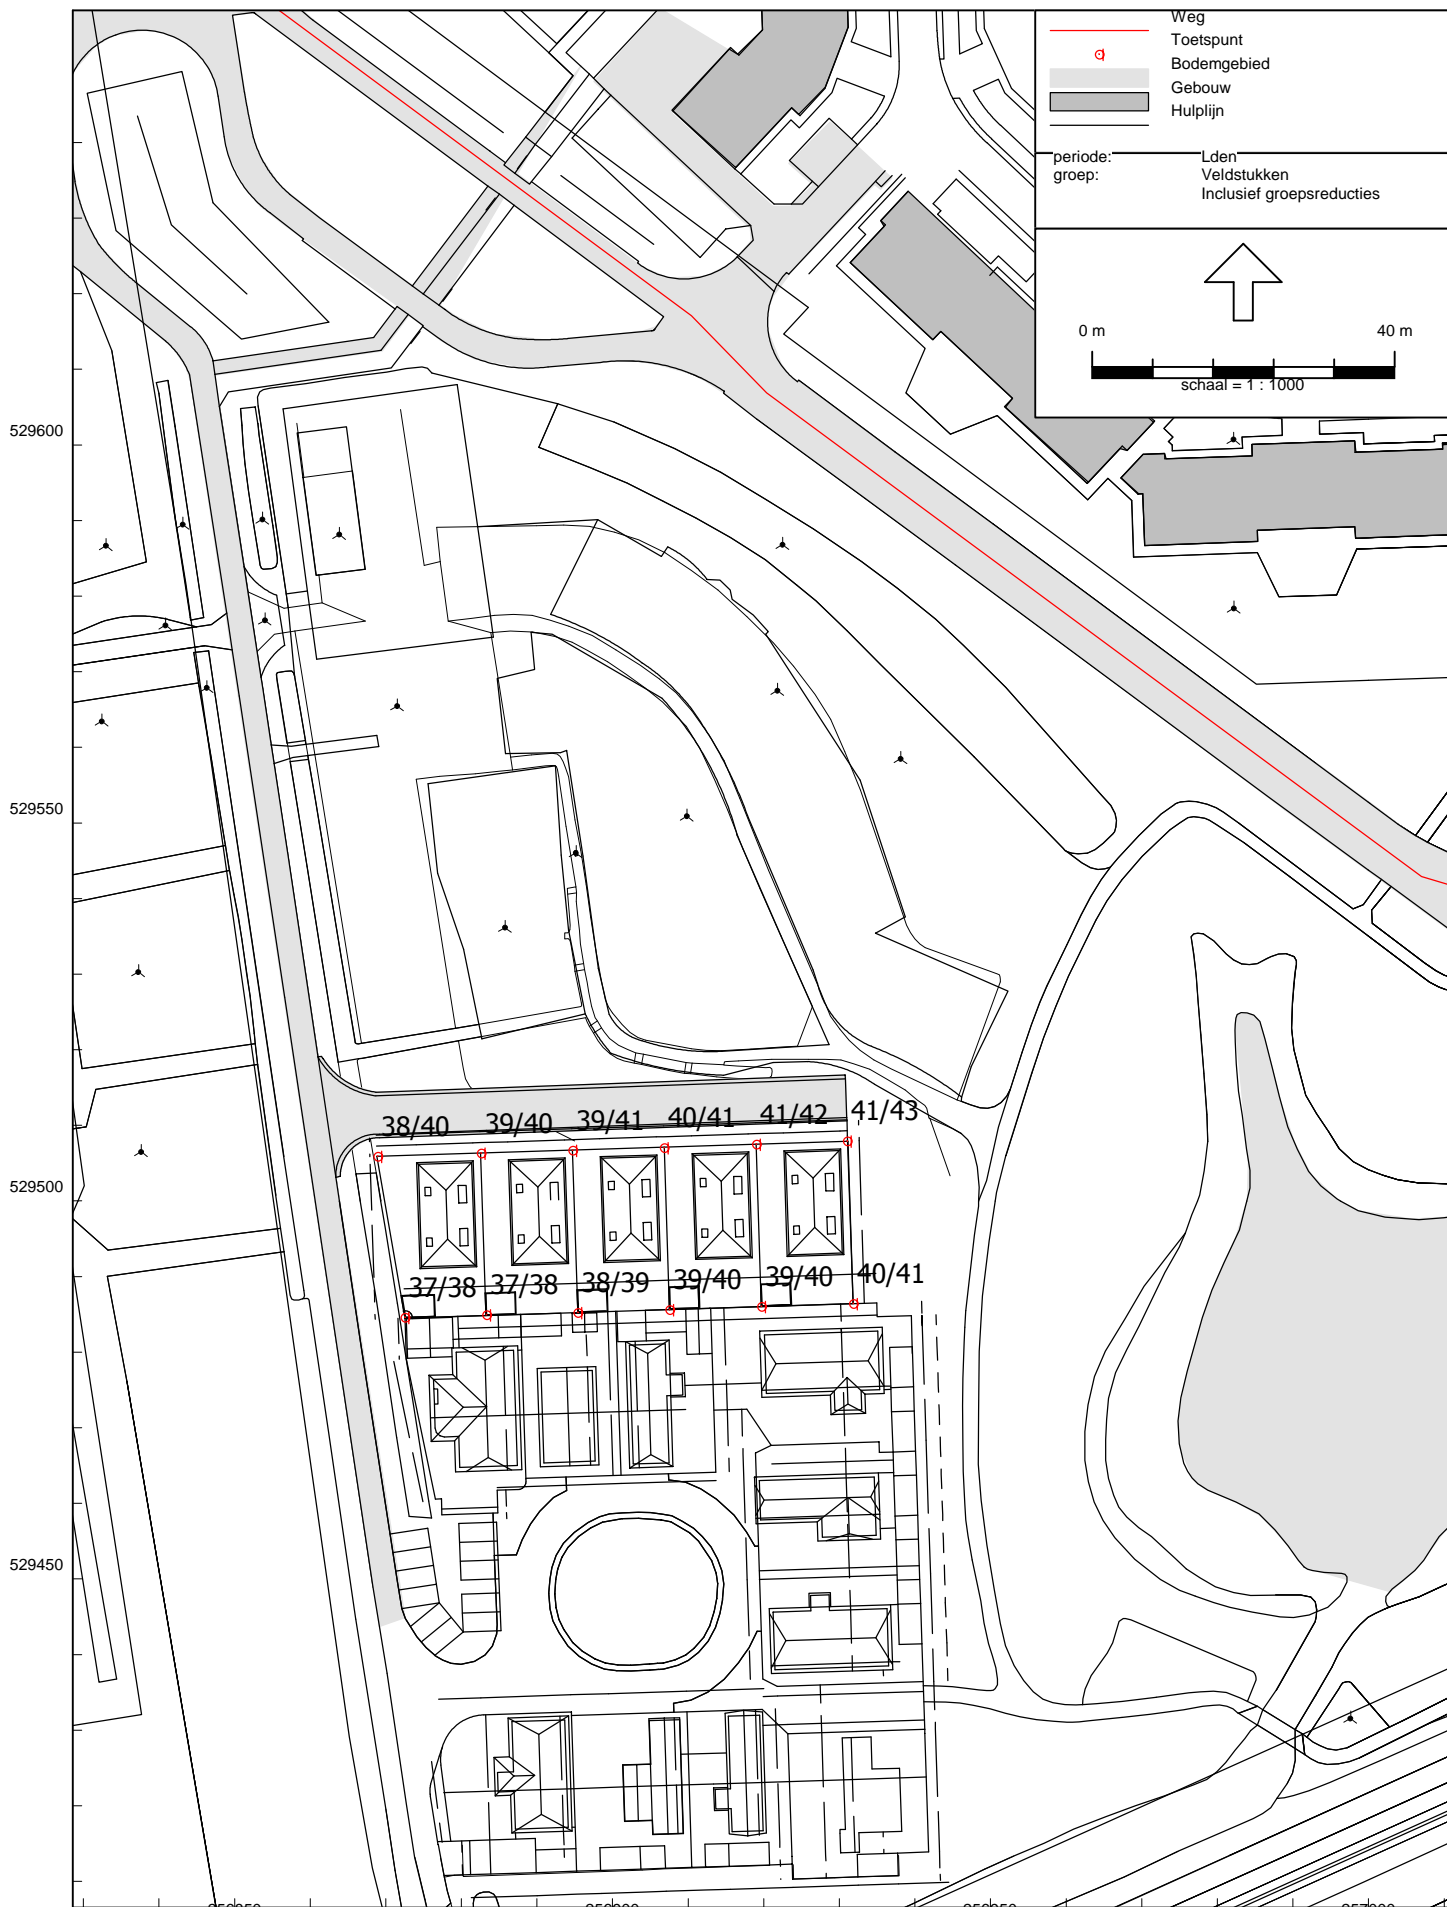 Weg
Toetspunt
Bodemgebied
Gebouw
Hulplijn
periode: Lden
groep: Veldstukken
Inclusief groepsreducties
0 m 40 m
schaal = 1 : 1000
529600
529550
38/40 39/40 39/41 40/41 41/42 41/43
529500
37/38 37/38 38/39 39/40 39/40 40/41
529450